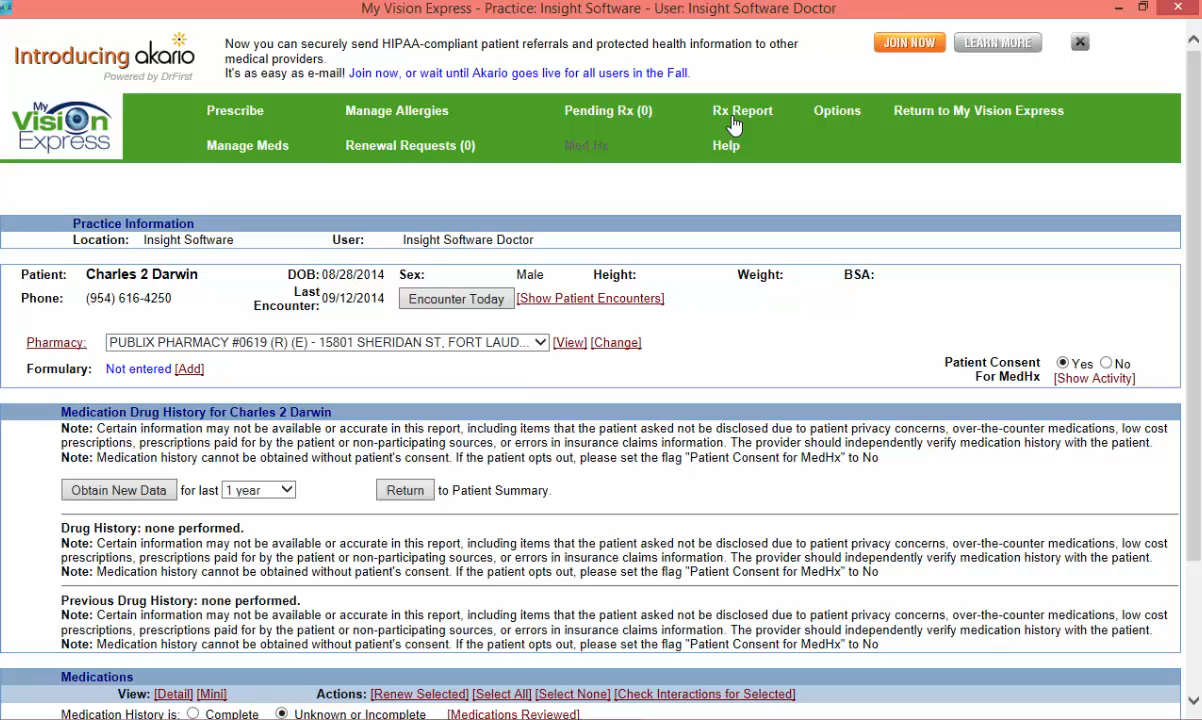 My Vision Express - Practice: Insight Software - User: Insight Software Doctor
Introducing akario
Powered by DrFirst
Now you can securely send HIPAA-compliant patient referrals and protected health information to other
medical providers.
It's as easy as e-mail! Join now, or wait until Akario goes live for all users in the Fall.
JOIN NOW LEARN MORE
My Vision Express
Prescribe Manage Allergies Pending Rx (0) Rx Report Options Return to My Vision Express
Manage Meds Renewal Requests (0) Med Hx Help
Practice Information
Location: Insight Software User: Insight Software Doctor
Patient: Charles 2 Darwin DOB: 08/28/2014 Sex: Male Height: Weight: BSA:
Phone: (954) 616-4250 Last Encounter: 09/12/2014 Encounter Today [Show Patient Encounters]
Pharmacy: PUBLIX PHARMACY #0619 (R) (E) - 15801 SHERIDAN ST, FORT LAUD... [View] [Change]
Formulary: Not entered [Add]
Patient Consent For MedHx Yes No
[Show Activity]
Medication Drug History for Charles 2 Darwin
Note: Certain information may not be available or accurate in this report, including items that the patient asked not be disclosed due to patient privacy concerns, over-the-counter medications, low cost
prescriptions, prescriptions paid for by the patient or non-participating sources, or errors in insurance claims information. The provider should independently verify medication history with the patient.
Note: Medication history cannot be obtained without patient's consent. If the patient opts out, please set the flag "Patient Consent for MedHx" to No
Obtain New Data for last 1 year Return to Patient Summary.
Drug History: none performed.
Note: Certain information may not be available or accurate in this report, including items that the patient asked not be disclosed due to patient privacy concerns, over-the-counter medications, low cost
prescriptions, prescriptions paid for by the patient or non-participating sources, or errors in insurance claims information. The provider should independently verify medication history with the patient.
Note: Medication history cannot be obtained without patient's consent. If the patient opts out, please set the flag "Patient Consent for MedHx" to No
Previous Drug History: none performed.
Note: Certain information may not be available or accurate in this report, including items that the patient asked not be disclosed due to patient privacy concerns, over-the-counter medications, low cost
prescriptions, prescriptions paid for by the patient or non-participating sources, or errors in insurance claims information. The provider should independently verify medication history with the patient.
Note: Medication history cannot be obtained without patient's consent. If the patient opts out, please set the flag "Patient Consent for MedHx" to No
Medications
View: [Detail] [Mini] Actions: [Renew Selected] [Select All] [Select None] [Check Interactions for Selected]
Medication History is: Complete Unknown or Incomplete [Medications Reviewed]